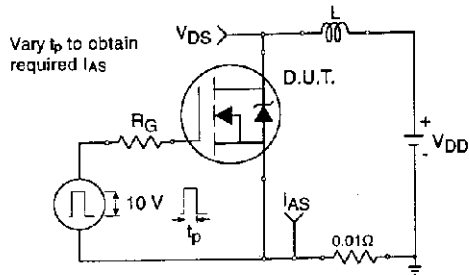 Vary tp to obtain
required IAS
VDS
L
D.U.T.
RG
+
VDD
-
10 V
tp
IAS
0.01Ω